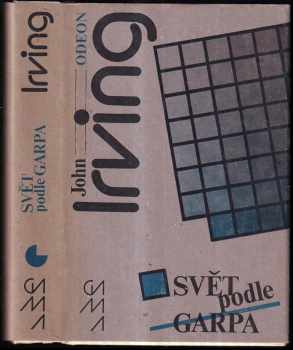 Irving
SVĚT
podle GARPA
John
Irving
ODEON
SVĚT
podle
GARPA